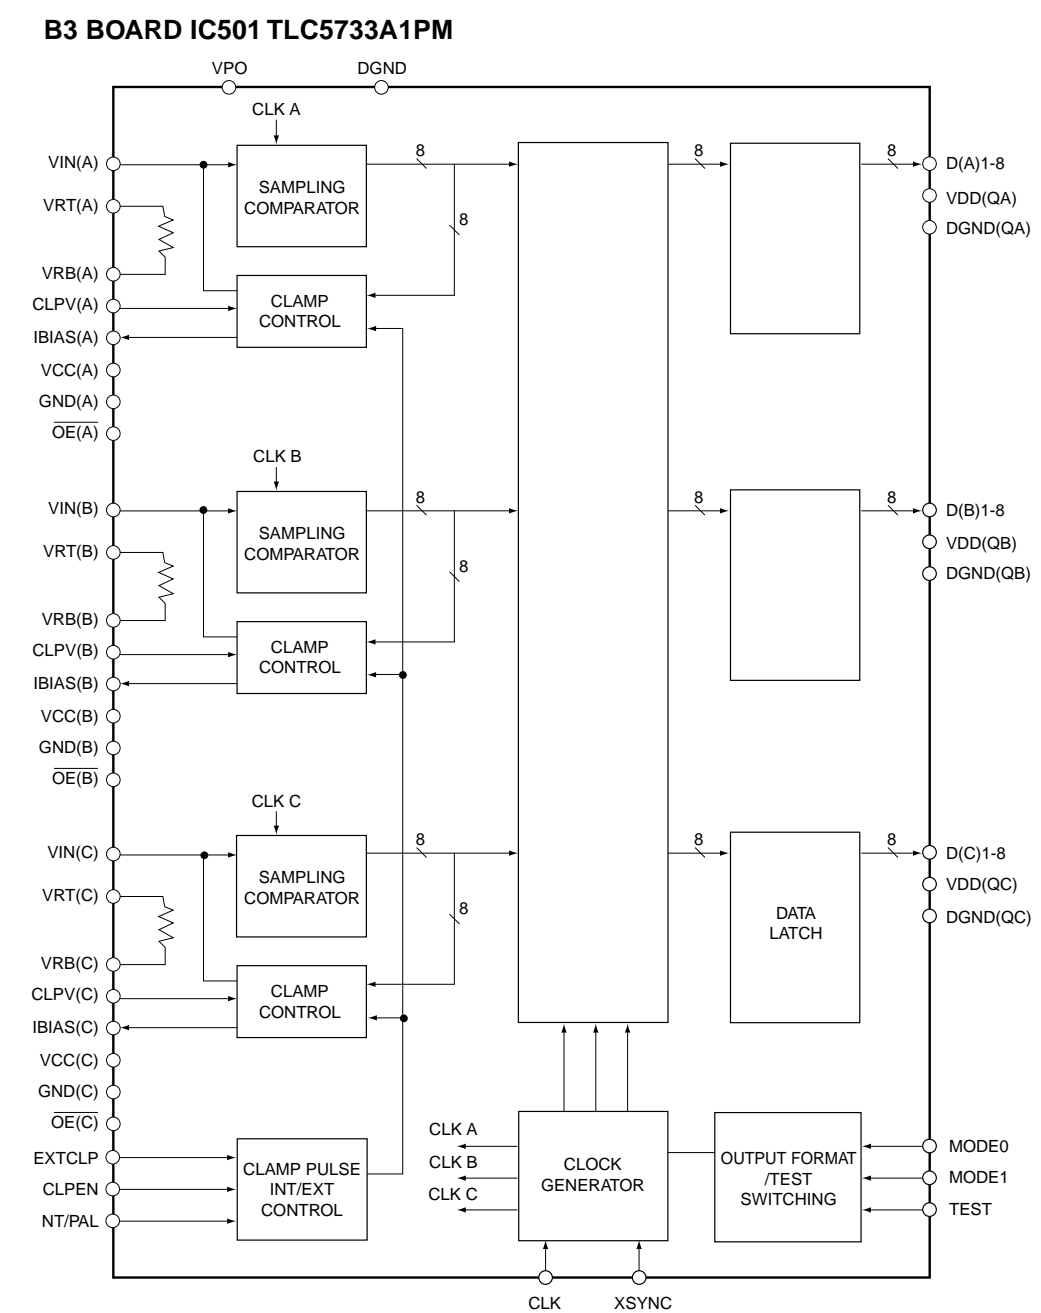 B3 BOARD IC501 TLC5733A1PM
VPO
DGND
CLK A
VIN(A)
SAMPLING
COMPARATOR
8
8
8
8
D(A)1-8
VRT(A)
VDD(QA)
DGND(QA)
VRB(A)
CLPV(A)
CLAMP
CONTROL
IBIAS(A)
VCC(A)
GND(A)
OE(A)
CLK B
VIN(B)
SAMPLING
COMPARATOR
8
8
8
8
D(B)1-8
VRT(B)
VDD(QB)
DGND(QB)
VRB(B)
CLPV(B)
CLAMP
CONTROL
IBIAS(B)
VCC(B)
GND(B)
OE(B)
CLK C
VIN(C)
SAMPLING
COMPARATOR
8
8
8
8
D(C)1-8
VRT(C)
VDD(QC)
DGND(QC)
DATA
LATCH
VRB(C)
CLPV(C)
CLAMP
CONTROL
IBIAS(C)
VCC(C)
GND(C)
OE(C)
EXTCLP
CLPEN
NT/PAL
CLAMP PULSE
INT/EXT
CONTROL
CLK A
CLK B
CLK C
CLOCK
GENERATOR
OUTPUT FORMAT
/TEST
SWITCHING
MODE0
MODE1
TEST
CLK
XSYNC